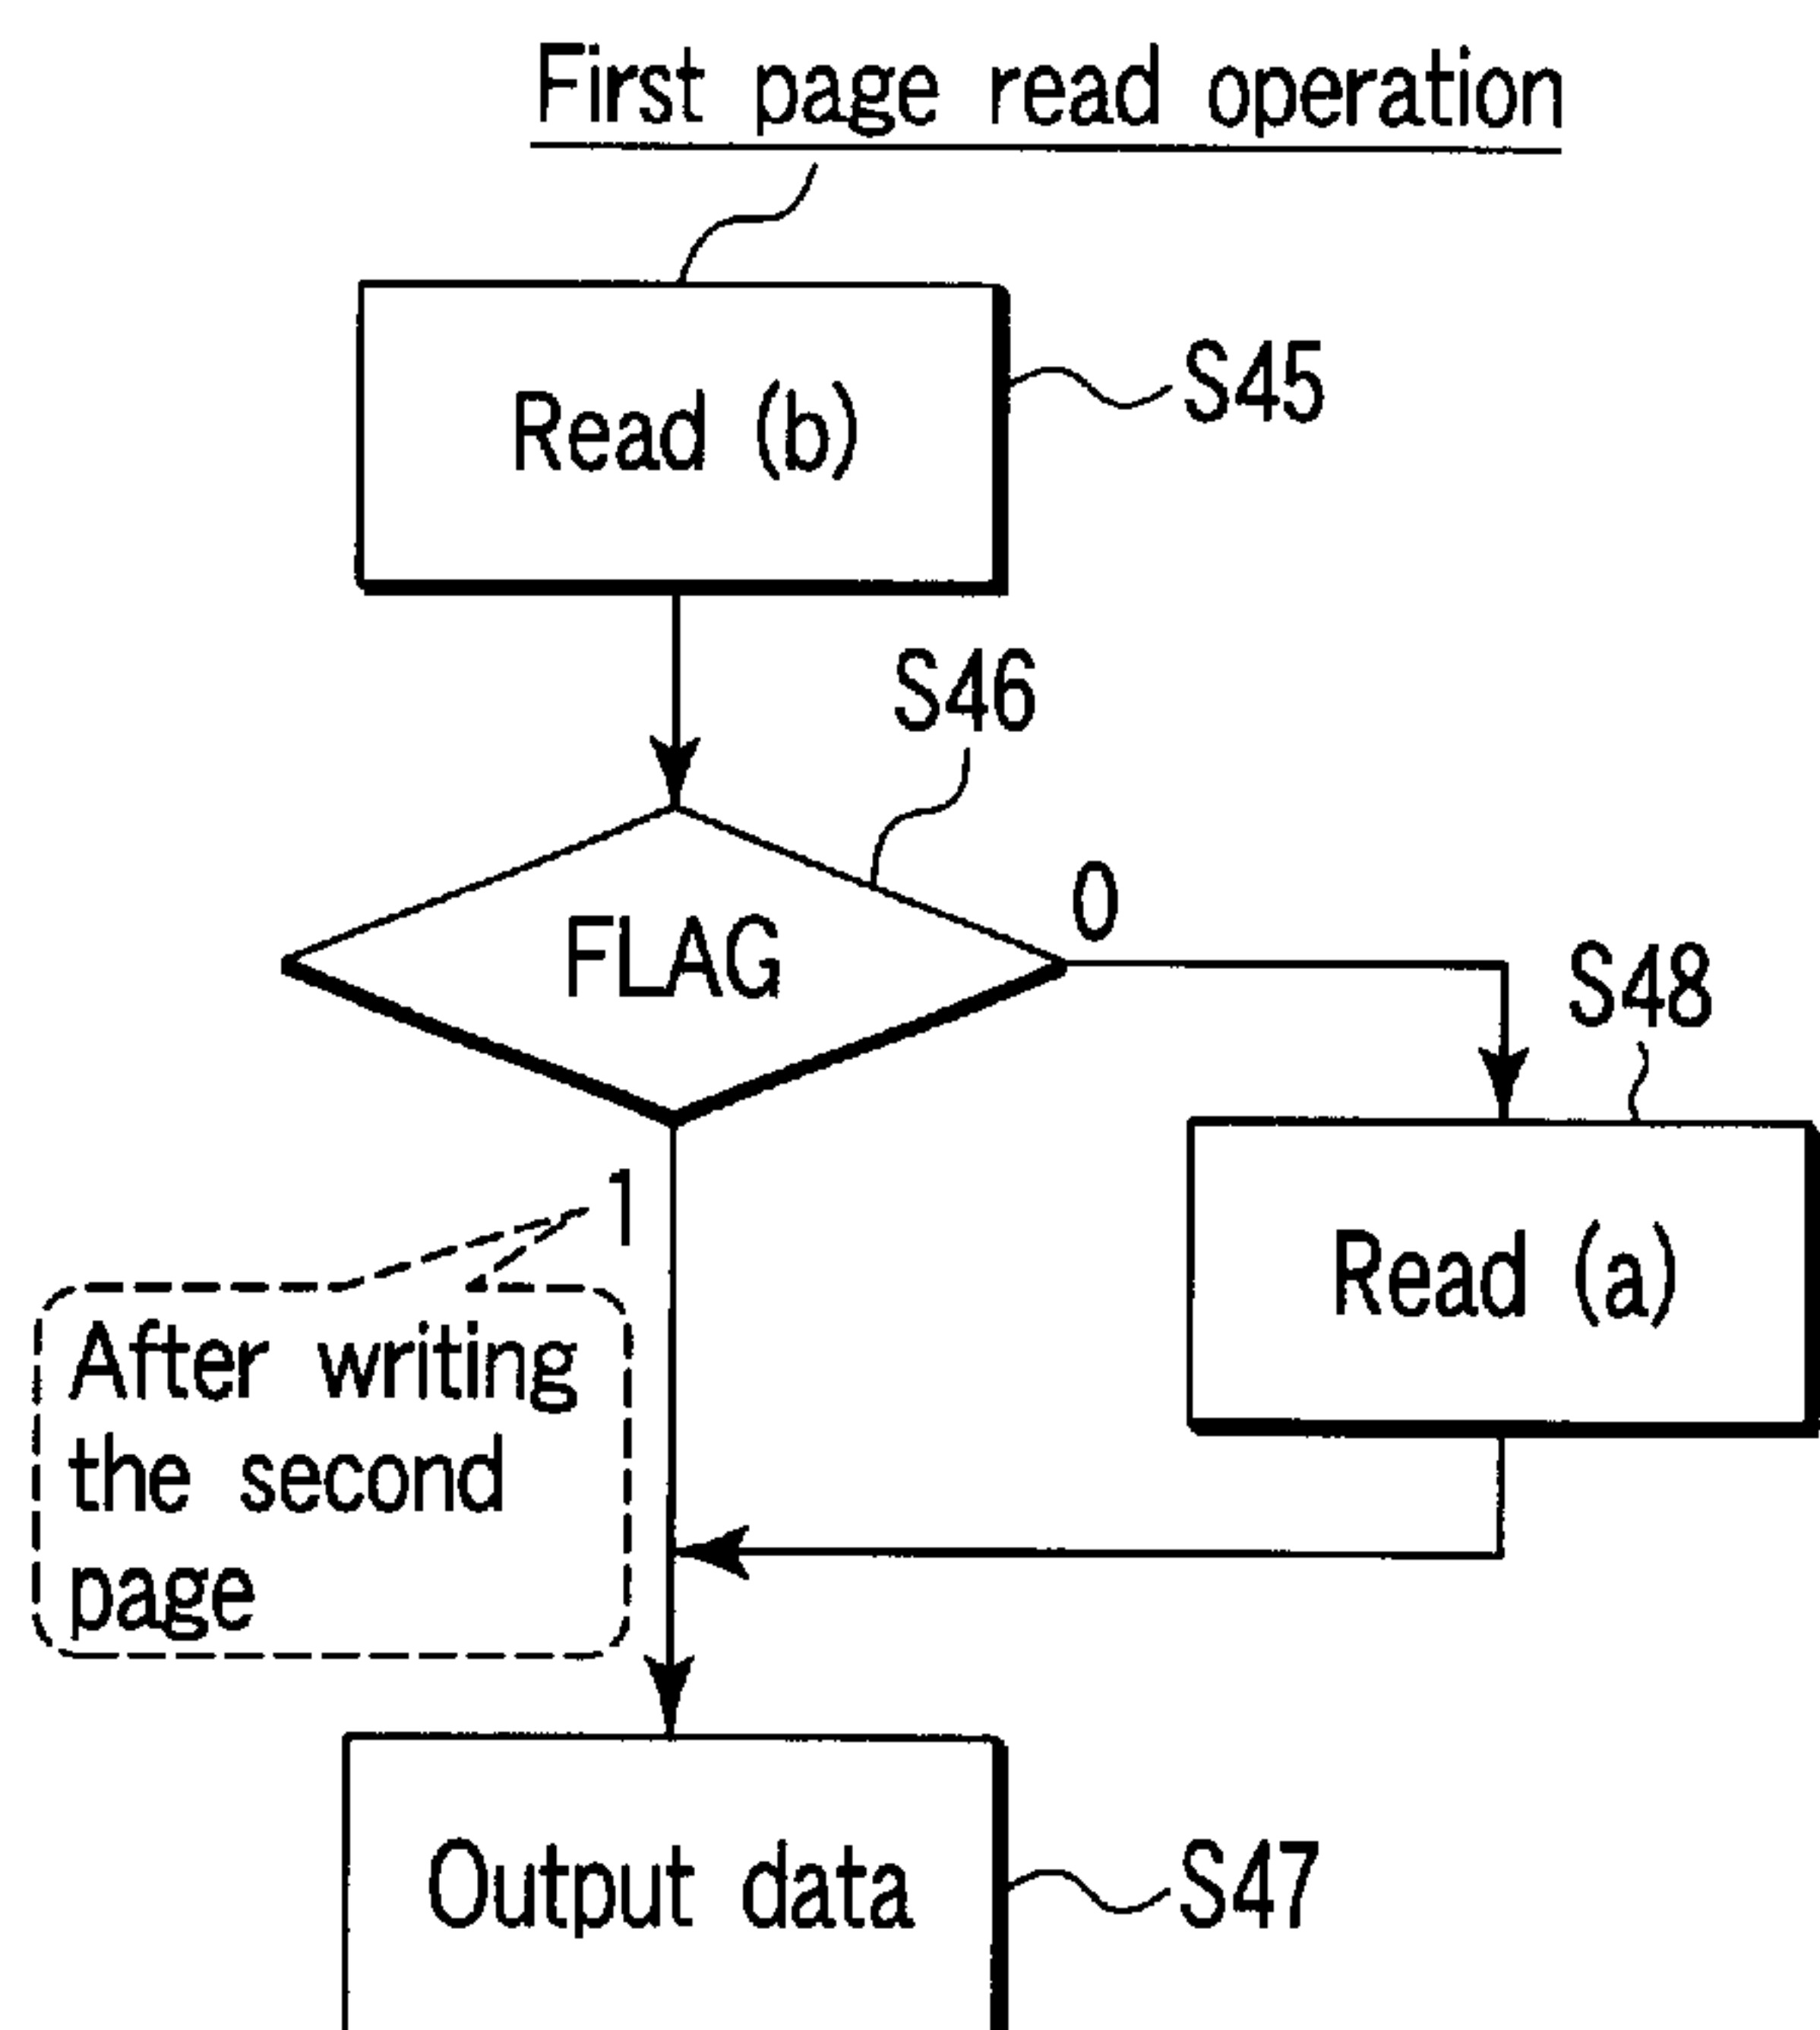 First page read operation
Read (b)
S45
S46
FLAG
0
S48
1
Read (a)
After writing
the second
page
Output data
S47